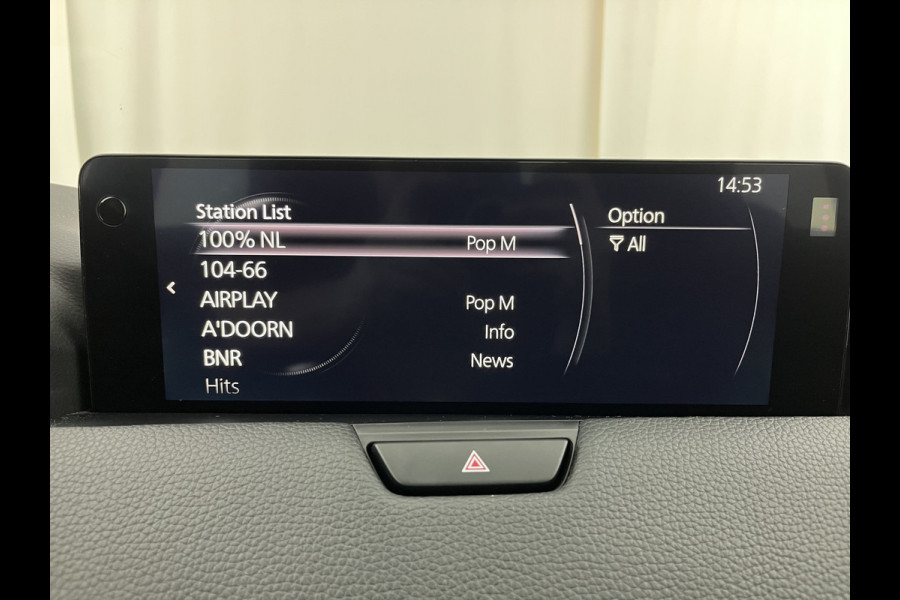 14:53
Station List
Option
100% NL Pop M
All
104-66
AIRPLAY Pop M
A'DOORN Info
BNR News
Hits